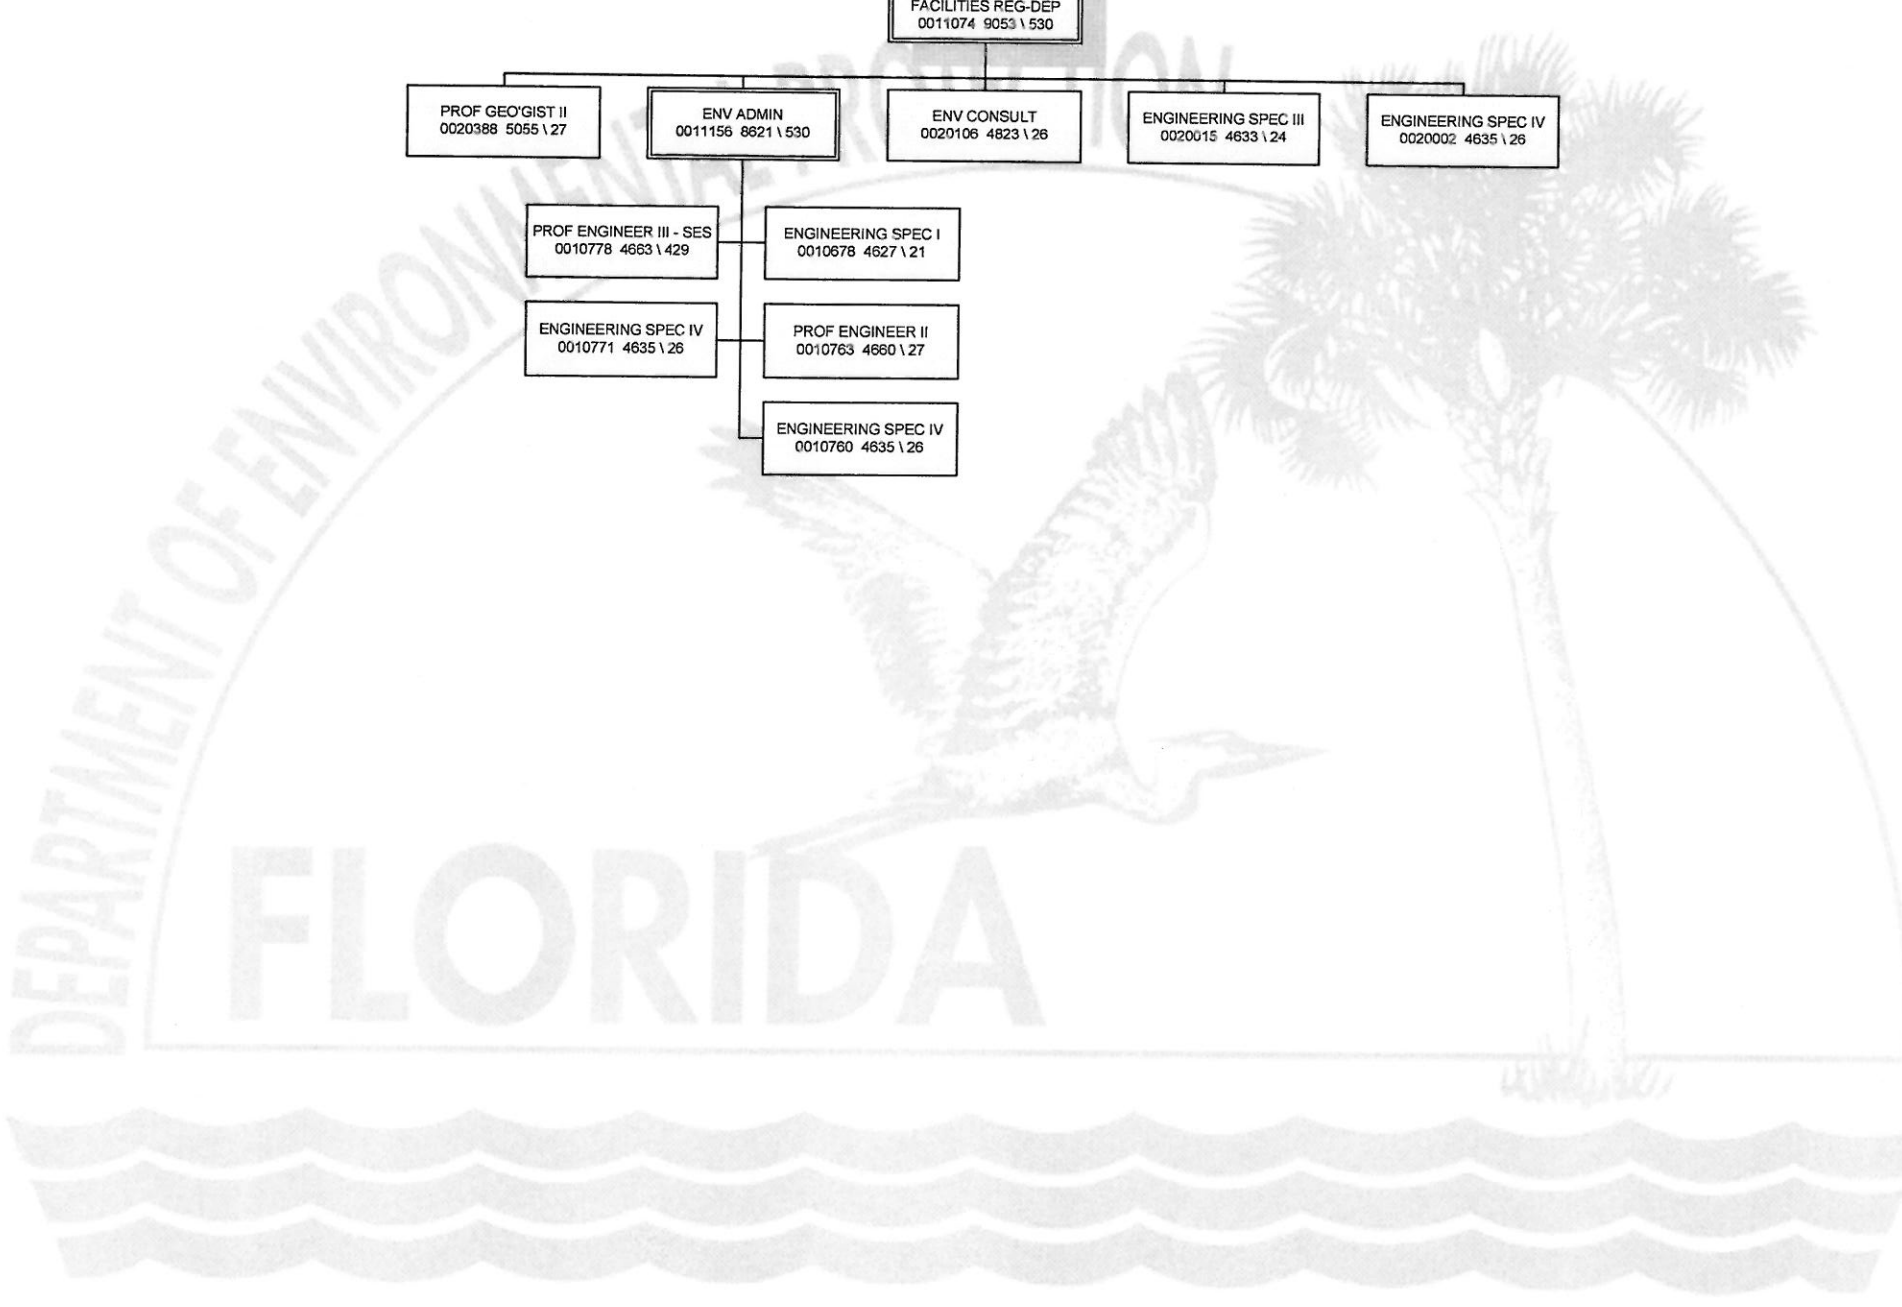 FACILITIES REG-DEP
0011074 9053 \ 530
PROF GEO'GIST II
0020388 5055 \ 27
ENV ADMIN
0011156 8621 \ 530
ENV CONSULT
0020106 4823 \ 26
ENGINEERING SPEC III
0020015 4633 \ 24
ENGINEERING SPEC IV
0020002 4635 \ 26
PROF ENGINEER III - SES
0010778 4663 \ 429
ENGINEERING SPEC I
0010678 4627 \ 21
ENGINEERING SPEC IV
0010771 4635 \ 26
PROF ENGINEER II
0010763 4660 \ 27
ENGINEERING SPEC IV
0010760 4635 \ 26
DEPARTMENT OF ENVIRONMENTAL PROTECTION
FLORIDA